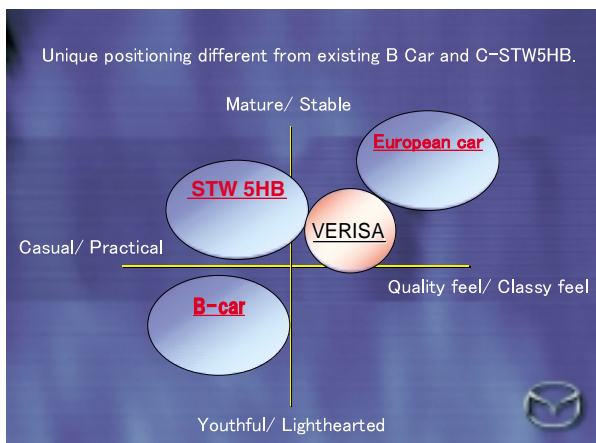 Unique positioning different from existing B Car and C-STW5HB.
Mature/ Stable
European car
STW 5HB
VERISA
Casual/ Practical
Quality feel/ Classy feel
B-car
Youthful/ Lighthearted